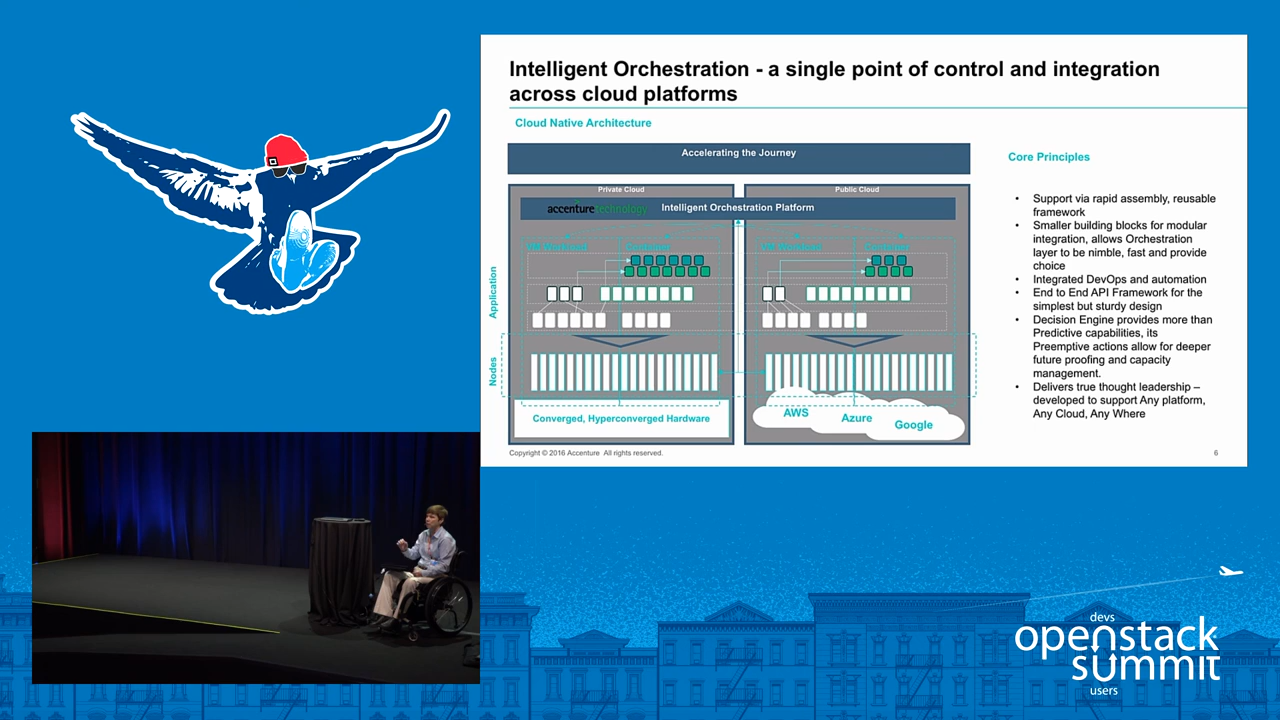 Intelligent Orchestration - a single point of control and integration
across cloud platforms
Cloud Native Architecture
Accelerating the Journey
Private Cloud
Public Cloud
accenture technology
Intelligent Orchestration Platform
VM Workload
Container
VM Workload
Container
Application
Nodes
Converged, Hyperconverged Hardware
AWS
Azure
Google
Core Principles
• Support via rapid assembly, reusable
framework
• Smaller building blocks for modular
integration, allows Orchestration
layer to be nimble, fast and provide
choice
• Integrated DevOps and automation
• End to End API Framework for the
simplest but sturdy design
• Decision Engine provides more than
Predictive capabilities, its
Preemptive actions allow for deeper
future proofing and capacity
management.
• Delivers true thought leadership –
developed to support Any platform,
Any Cloud, Any Where
Copyright © 2016 Accenture All rights reserved.
6
devs
openstack
summit
users